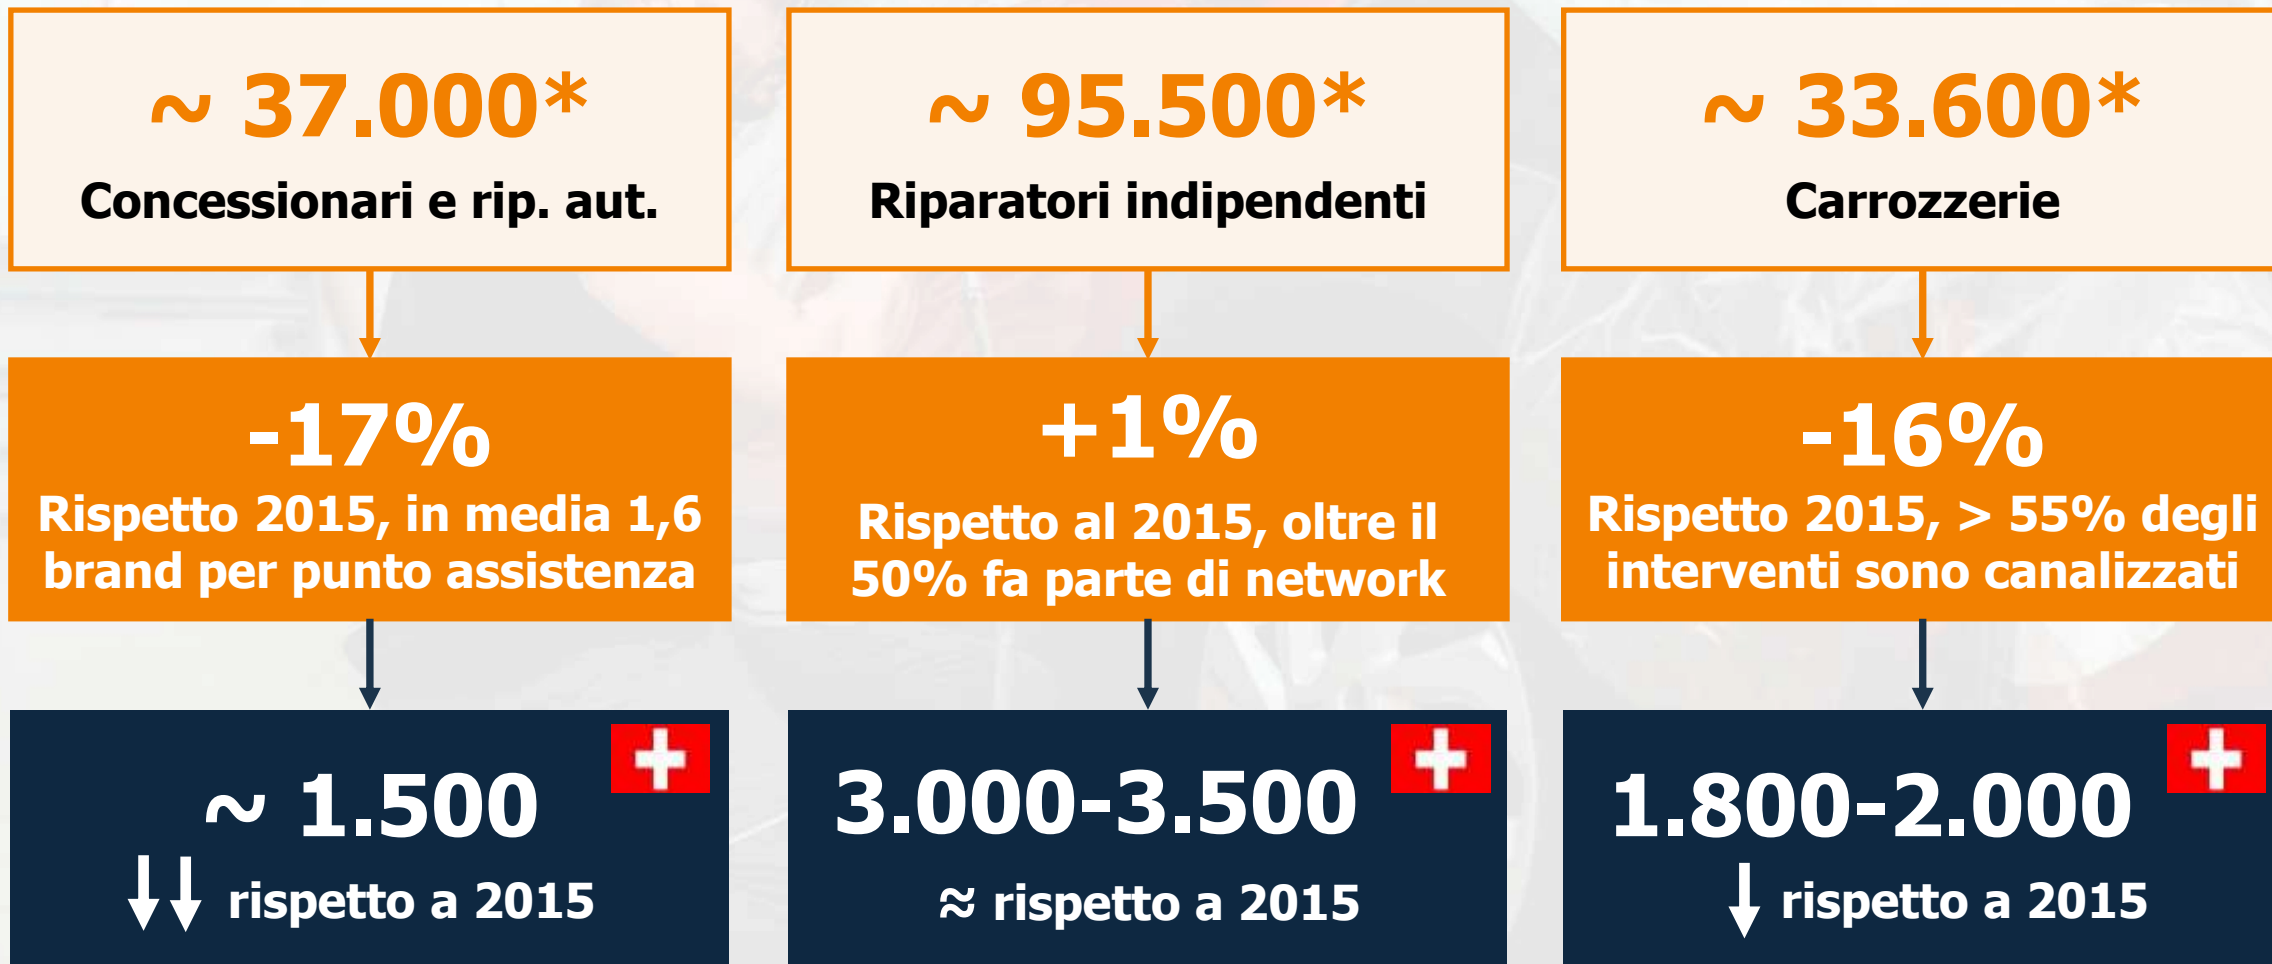 ~ 37.000*
Concessionari e rip. aut.
-17%
Rispetto 2015, in media 1,6
brand per punto assistenza
~ 1.500
↓↓ rispetto a 2015
~ 95.500*
Riparatori indipendenti
+1%
Rispetto al 2015, oltre il
50% fa parte di network
3.000-3.500
≈ rispetto a 2015
~ 33.600*
Carrozzerie
-16%
Rispetto 2015, > 55% degli
interventi sono canalizzati
1.800-2.000
↓ rispetto a 2015